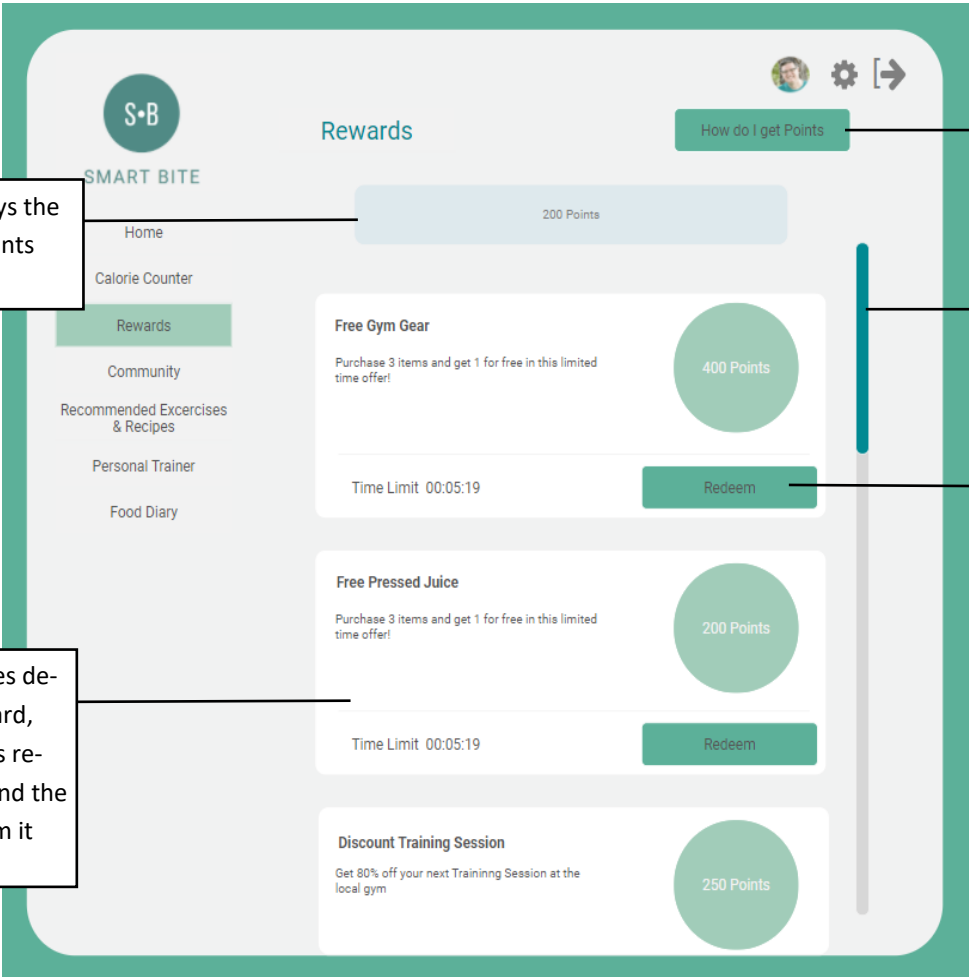 S•B
SMART BITE
Home
Calorie Counter
Rewards
Community
Recommended Excercises
& Recipes
Personal Trainer
Food Diary
Rewards
How do I get Points
200 Points
Free Gym Gear
Purchase 3 items and get 1 for free in this limited
time offer!
400 Points
Time Limit 00:05:19
Redeem
Free Pressed Juice
Purchase 3 items and get 1 for free in this limited
time offer!
200 Points
Time Limit 00:05:19
Redeem
Discount Training Session
Get 80% off your next Traininng Session at the
local gym
250 Points
the
de-
re-
nd the
it